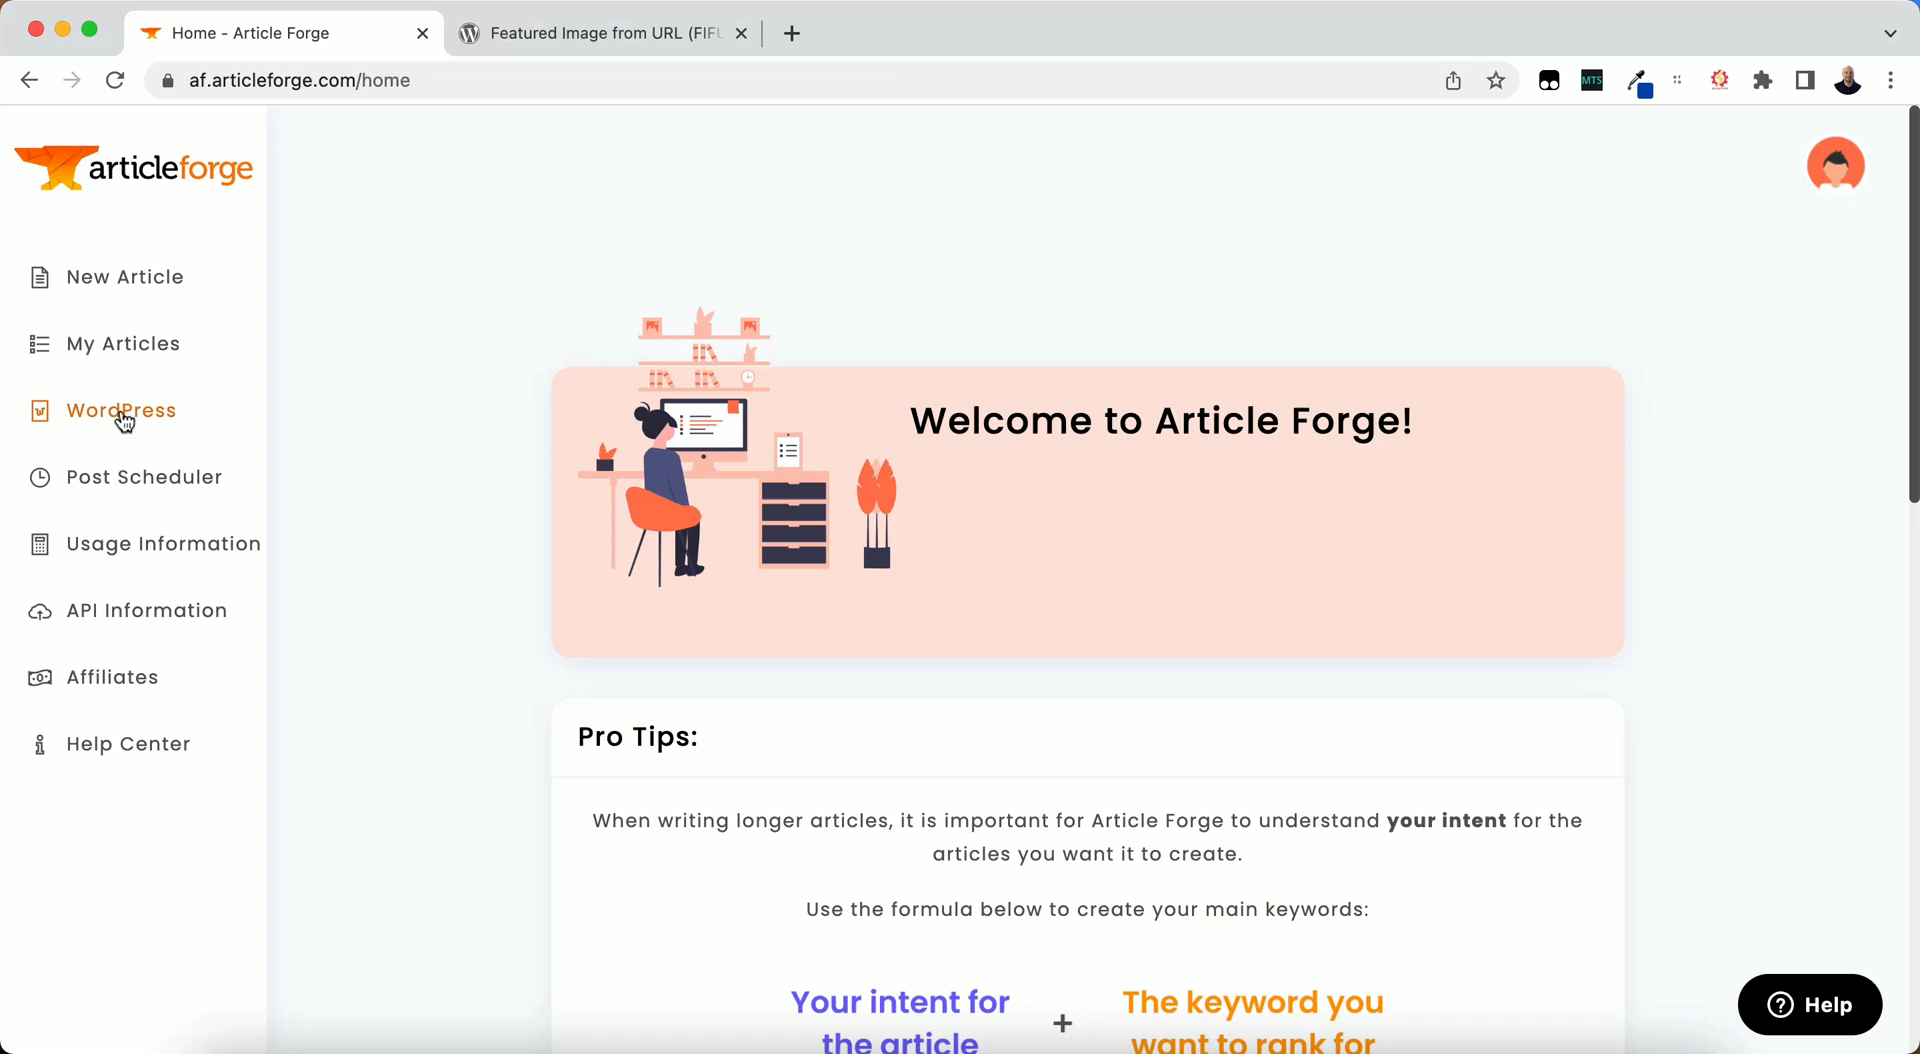 Home - Article Forge
Featured Image from URL (FIFU
af.articleforge.com/home
MTS
articleforge
New Article
My Articles
WordPress
Post Scheduler
Usage Information
API Information
Affiliates
Help Center
Welcome to Article Forge!
Pro Tips:
When writing longer articles, it is important for Article Forge to understand your intent for the
articles you want it to create.
Use the formula below to create your main keywords:
Your intent for
the article
+
The keyword you
want to rank for
Help